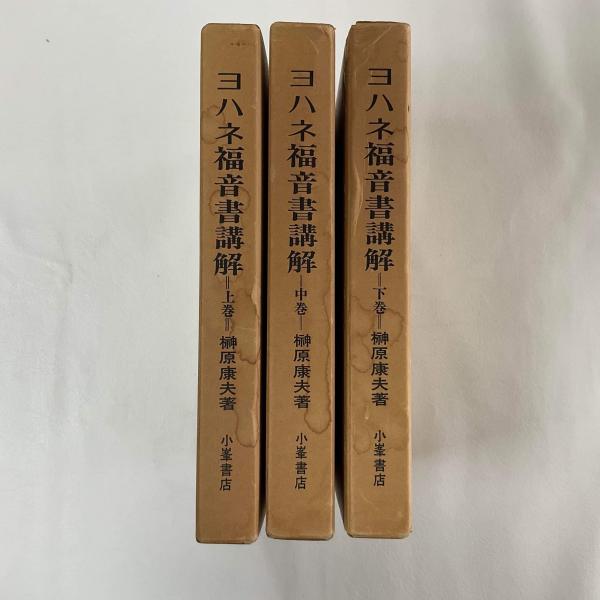 ヨハネ福音書講解＝上巻＝榊原康夫著 小峯書店
ヨハネ福音書講解―中巻―榊原康夫著 小峯書店
ヨハネ福音書講解＝下巻＝榊原康夫著 小峯書店